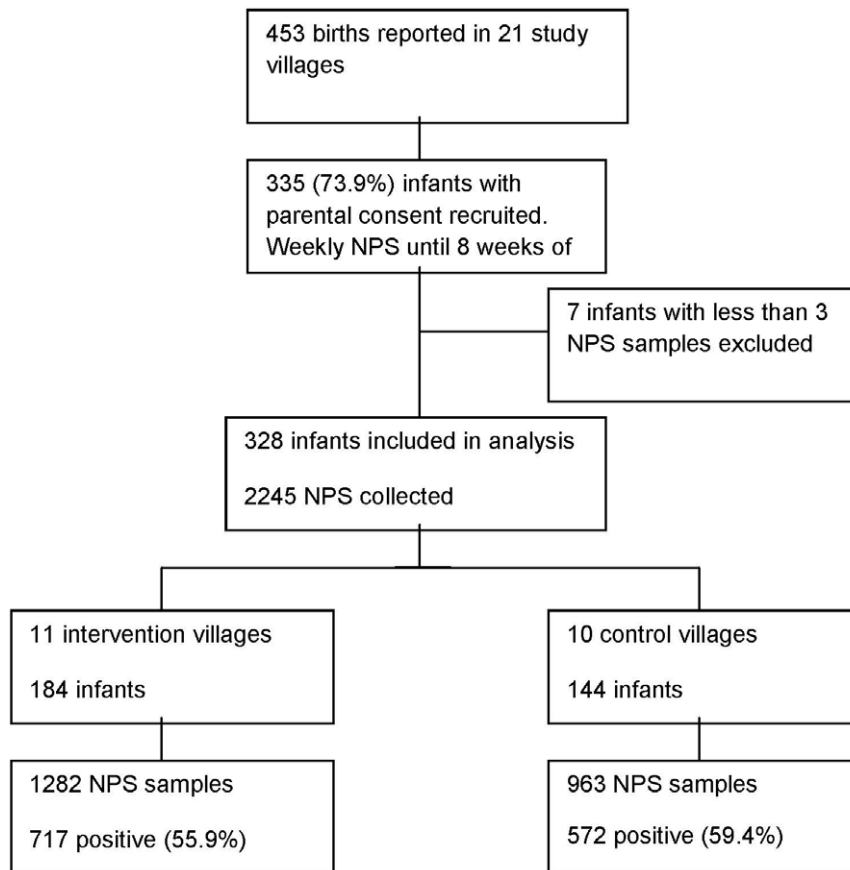 453 births reported in 21 study
villages
335 (73.9%) infants with
parental consent recruited.
Weekly NPS until 8 weeks of
7 infants with less than 3
NPS samples excluded
328 infants included in analysis
2245 NPS collected
11 intervention villages
184 infants
10 control villages
144 infants
1282 NPS samples
717 positive (55.9%)
963 NPS samples
572 positive (59.4%)